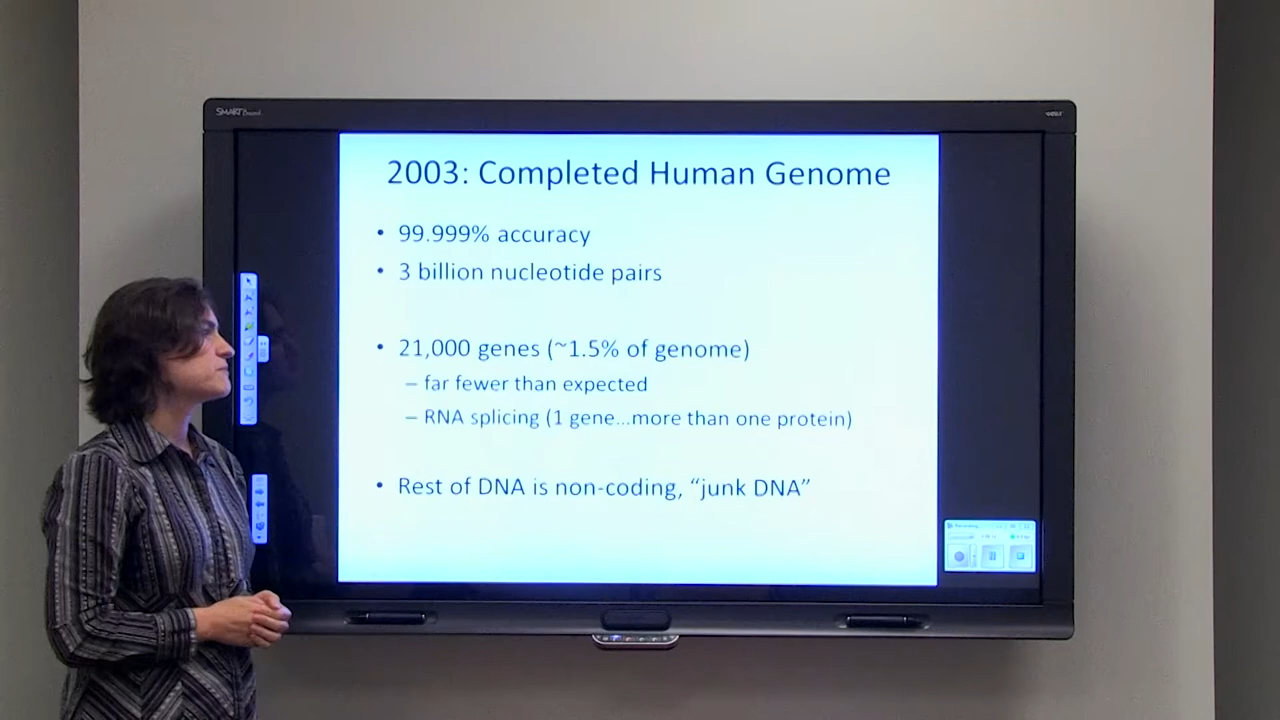 SMART Board
2003: Completed Human Genome
• 99.999% accuracy
• 3 billion nucleotide pairs
• 21,000 genes (~1.5% of genome)
– far fewer than expected
– RNA splicing (1 gene...more than one protein)
• Rest of DNA is non-coding, “junk DNA”